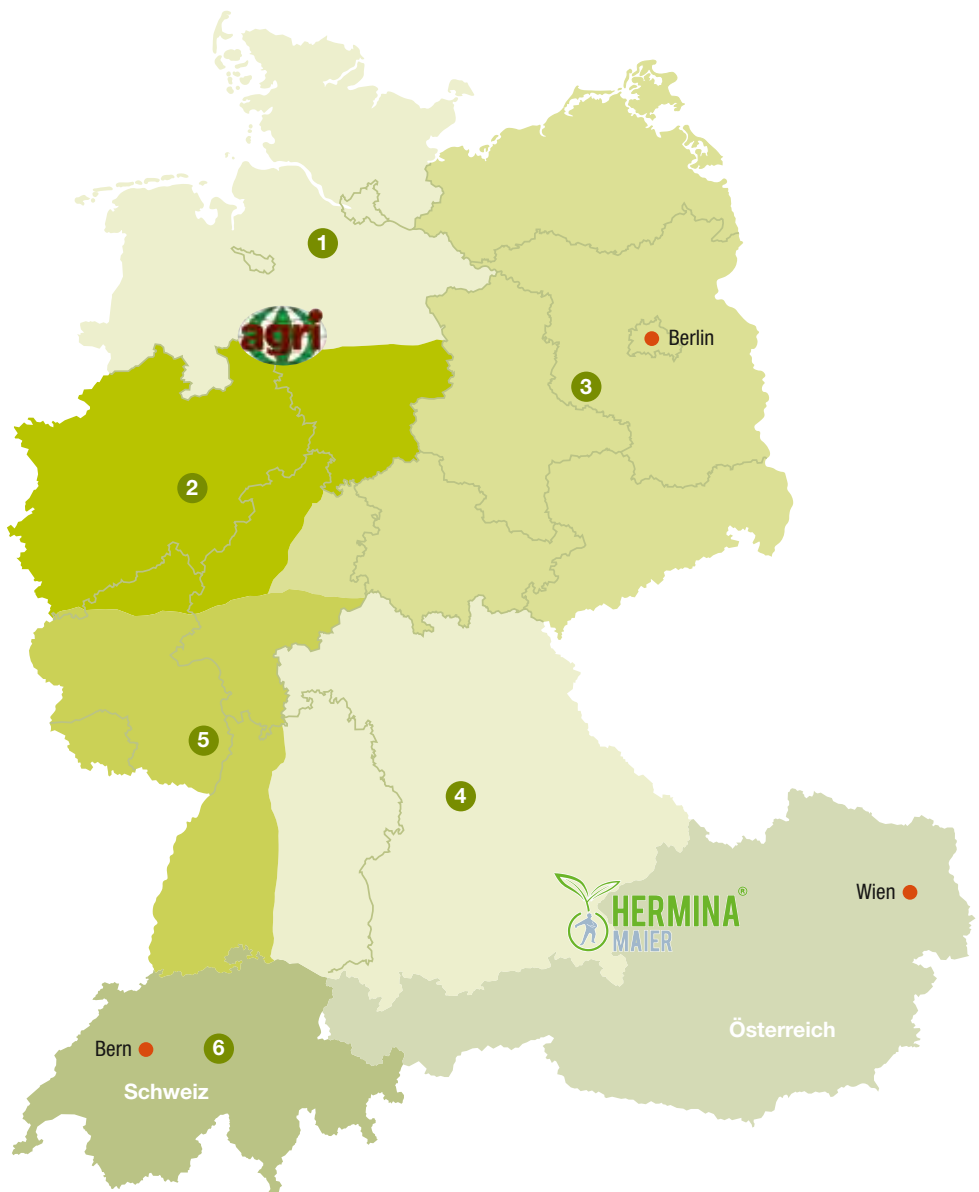 1
agri
Berlin
3
2
5
4
HERMINA®
MAIER
Wien
Österreich
Bern
6
Schweiz